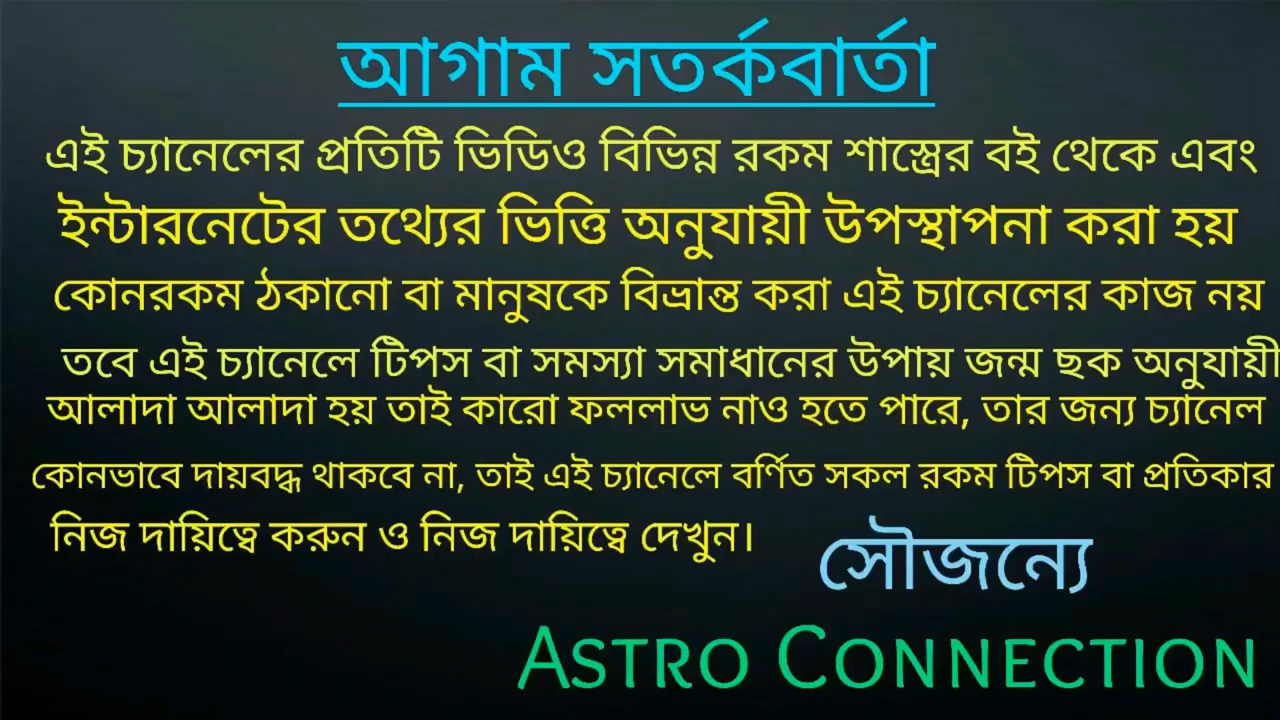 আগাম সতর্কবার্তা
এই চ্যানেলের প্রতিটি ভিডিও বিভিন্ন রকম শাস্ত্রের বই থেকে এবং
ইন্টারনেটের তথ্যের ভিত্তি অনুযায়ী উপস্থাপনা করা হয়
কোনরকম ঠকানো বা মানুষকে বিভ্রান্ত করা এই চ্যানেলের কাজ নয়
তবে এই চ্যানেলে টিপস বা সমস্যা সমাধানের উপায় জন্ম ছক অনুযায়ী
আলাদা আলাদা হয় তাই কারো ফললাভ নাও হতে পারে, তার জন্য চ্যানেল
কোনভাবে দায়বদ্ধ থাকবে না, তাই এই চ্যানেলে বর্ণিত সকল রকম টিপস বা প্রতিকার
নিজ দায়িত্বে করুন ও নিজ দায়িত্বে দেখুন।
সৌজন্যে
ASTRO CONNECTION